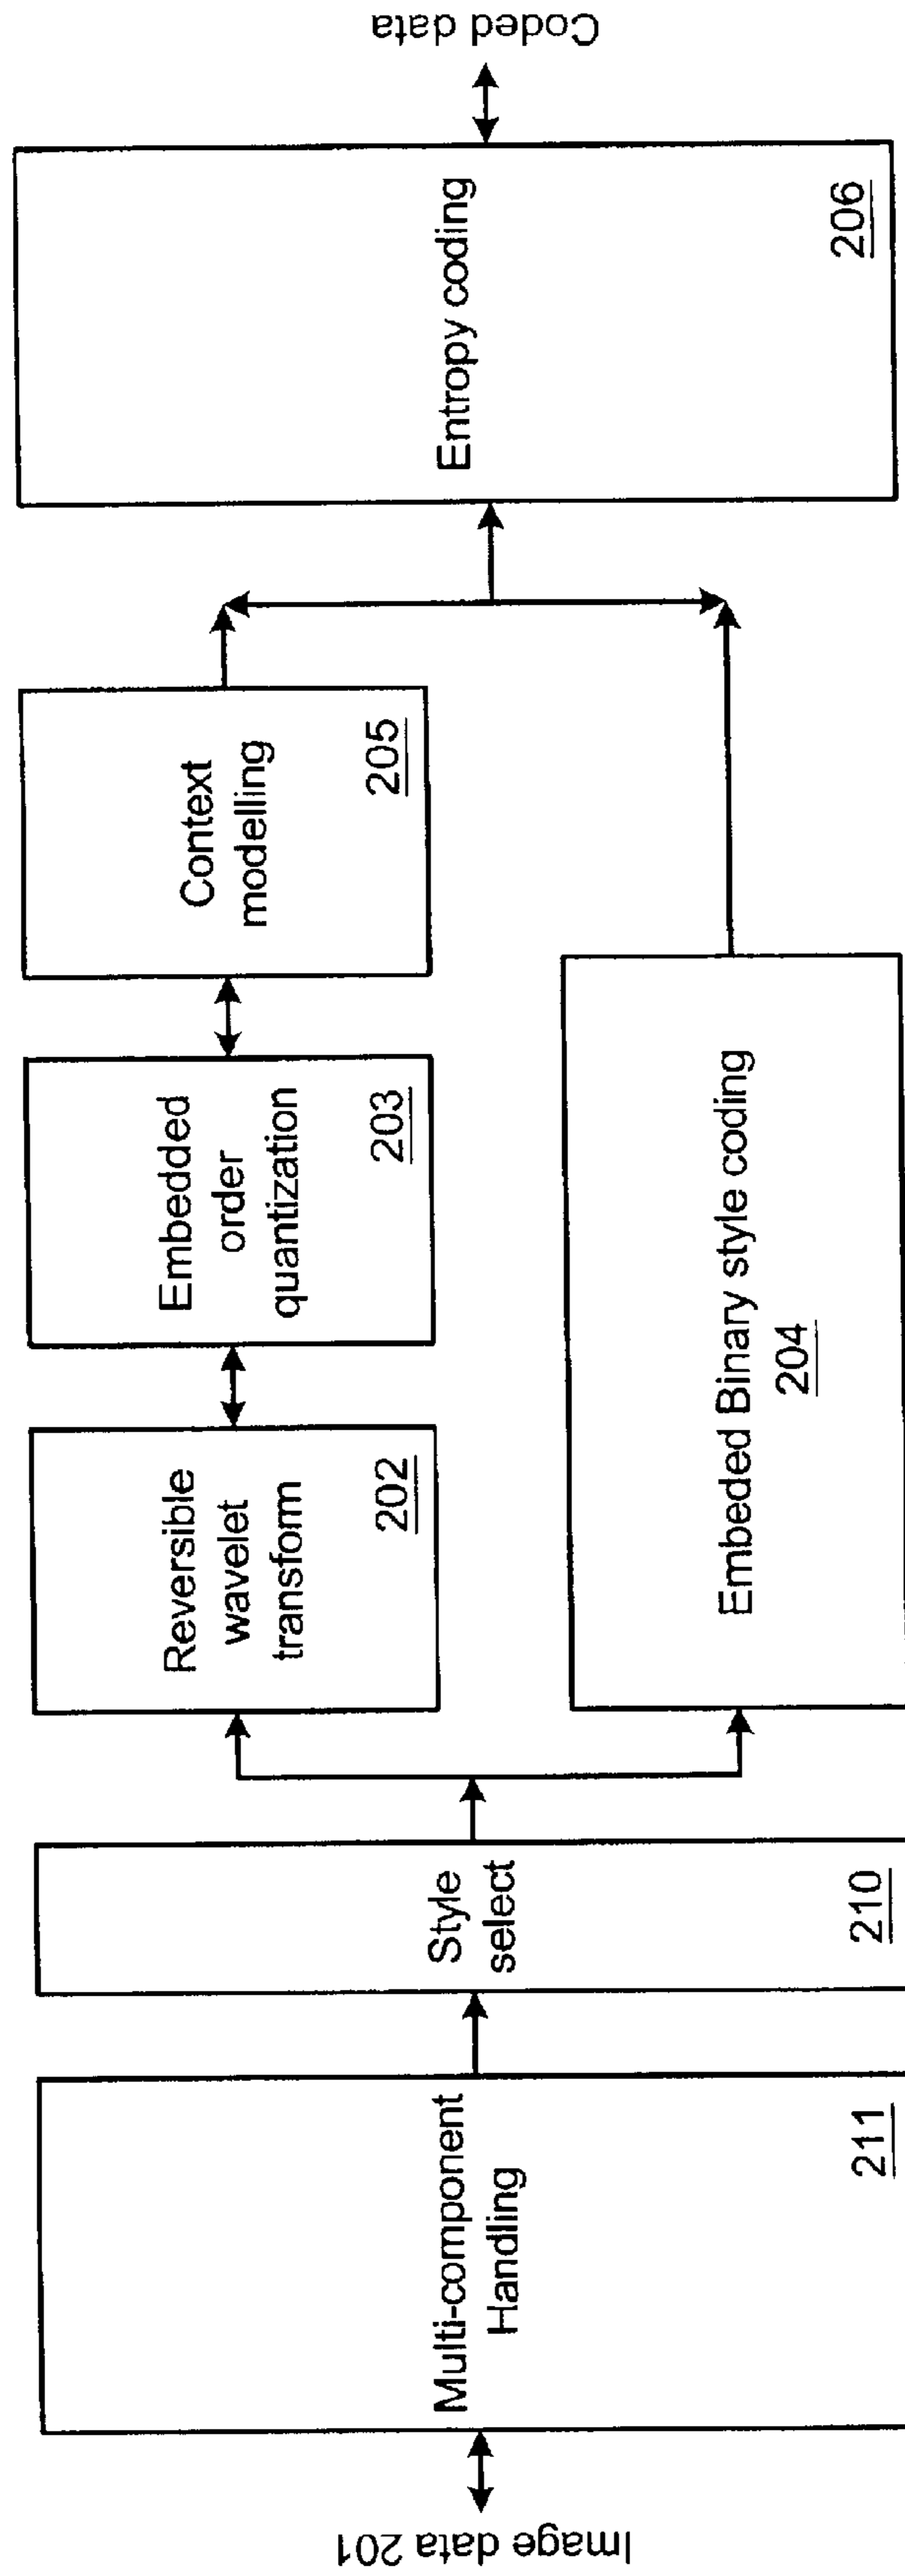 Image data 201
Multi-component
Handling
211
Style
select
210
Reversible
wavelet
transfom
202
Embedded
order
quantization
203
Context
modelling
205
Embeded Binary style coding
204
Entropy coding
206
Coded data